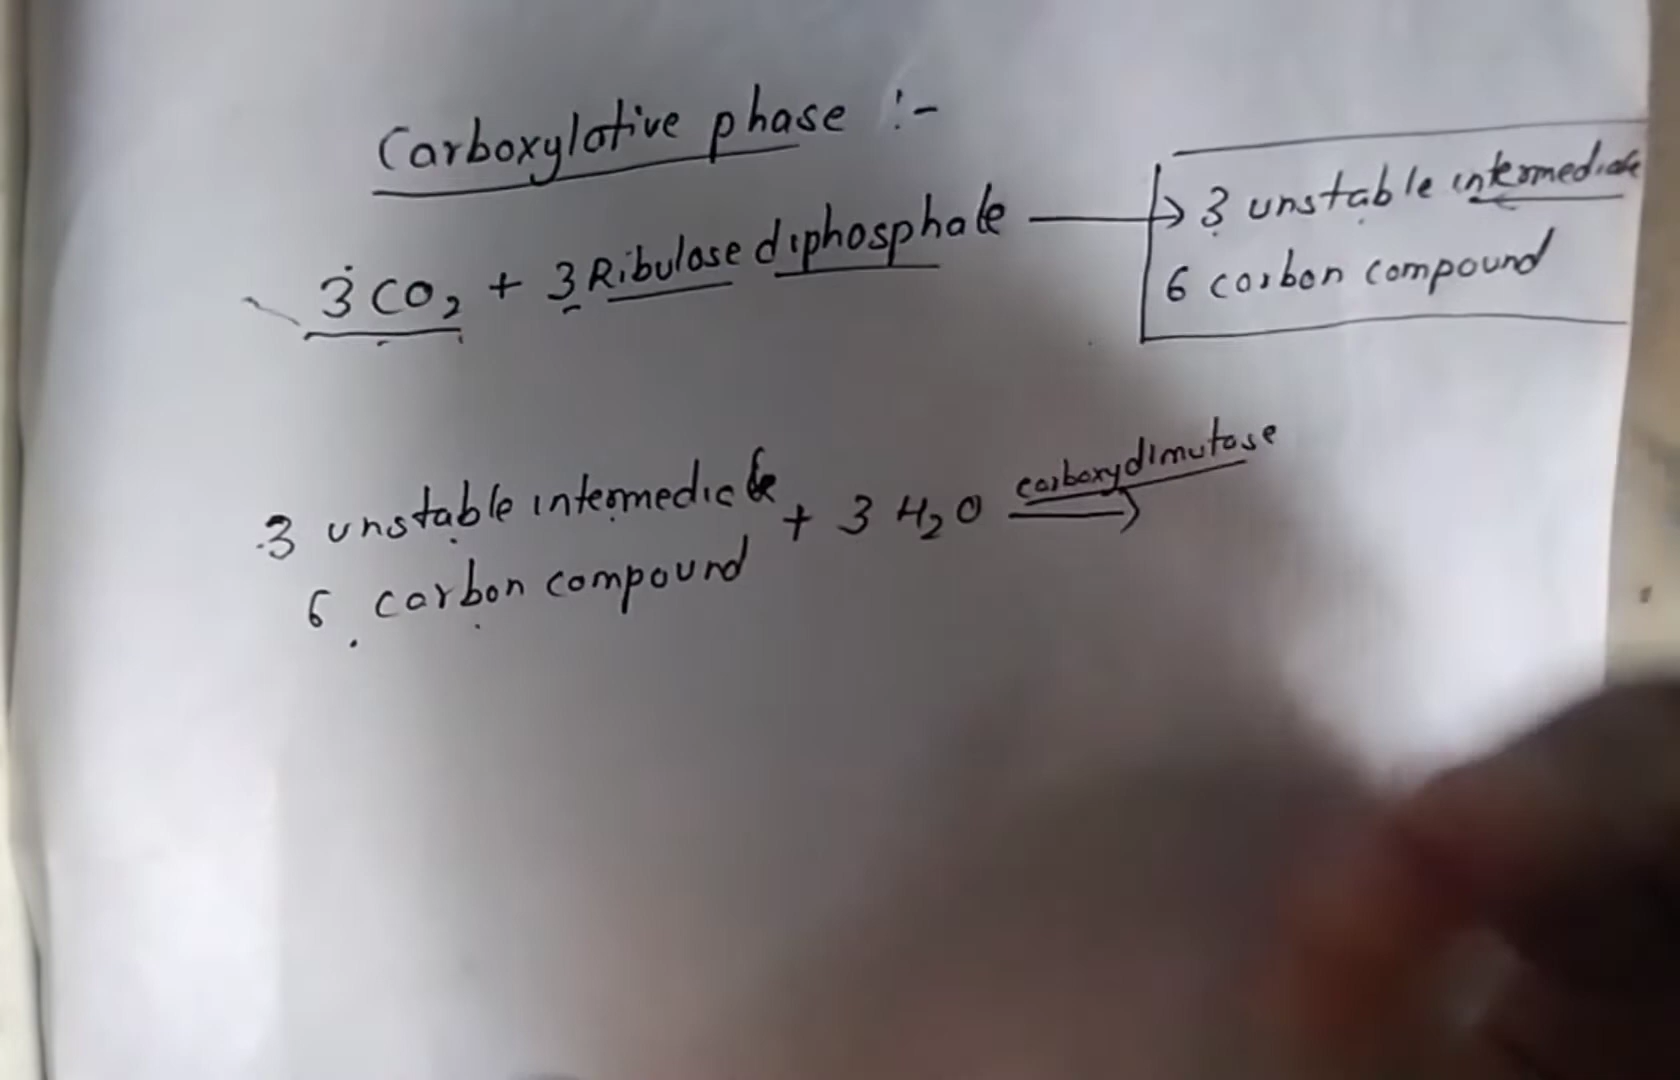 Carboxylative phase :-
3 CO2 + 3 Ribulose diphosphate → 3 unstable intermediate
6 carbon compound
carboxydimutase
3 unstable intermediate + 3 H2O →
6 carbon compound